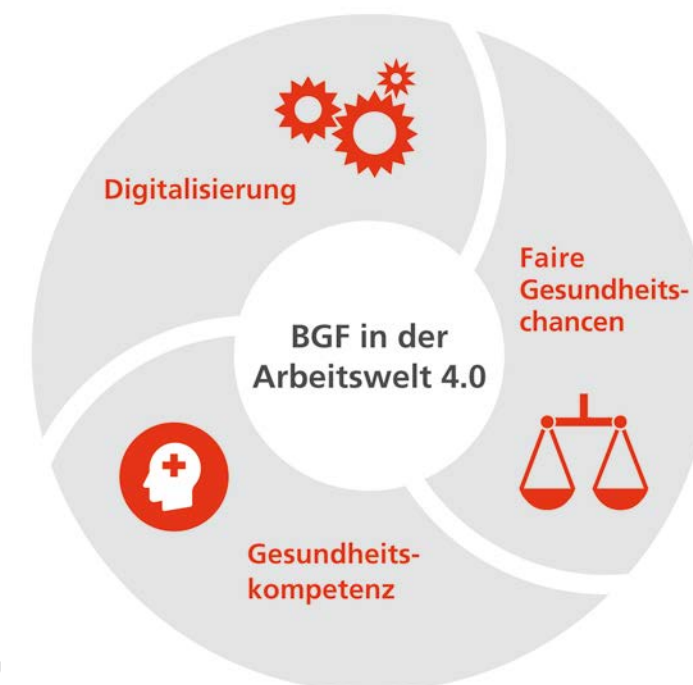 Digitalisierung
Faire
Gesundheits-
chancen
BGF in der
Arbeitswelt 4.0
Gesundheits-
kompetenz